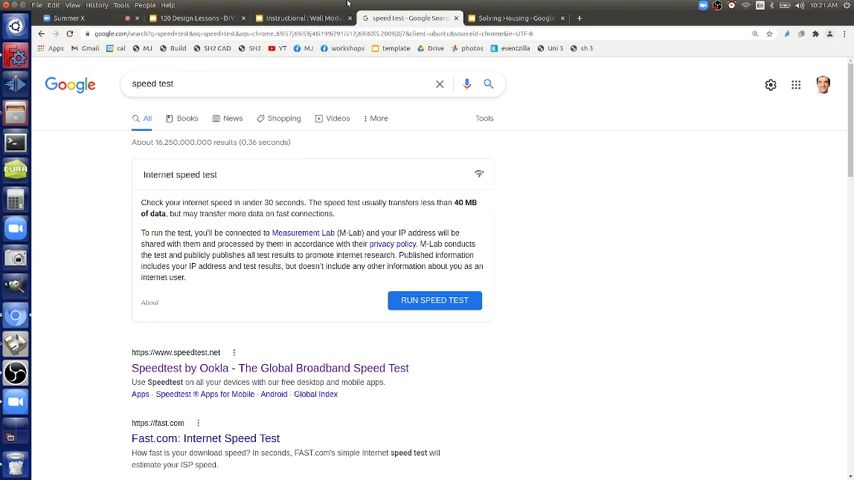 File Edit View History Bookmarks People Help
10:21 AM
Summer X
120 Design Lessons - DIY
Instructional : Wall Mode
speed test - Google Sear
Solving Housing - Google
En
Apps M Gmail cal MJ Build SH2 CAD YT MJ workshops template Drive photos eventzilla Uni 3 sh 3
Google
speed test
All Books News Shopping Videos More Tools
About 16,250,000,000 results (0.36 seconds)
Internet speed test
Check your internet speed in under 30 seconds. The speed test usually transfers less than 40 MB
of data, but may transfer more data on fast connections.
To run the test, you'll be connected to Measurement Lab (M-Lab) and your IP address will be
shared with them and processed by them in accordance with their privacy policy. M-Lab conducts
the test and publicly publishes all test results to promote internet research. Published information
includes your IP address and test results, but doesn't include any other information about you as an
internet user.
About
RUN SPEED TEST
https://www.speedtest.net
Speedtest by Ookla - The Global Broadband Speed Test
Use Speedtest on all your devices with our free desktop and mobile apps.
Apps · Speedtest ® Apps for Mobile · Android · Global Index
https://fast.com
Fast.com: Internet Speed Test
How fast is your download speed? In seconds, FAST.com's simple Internet speed test will
estimate your ISP speed.
CURA